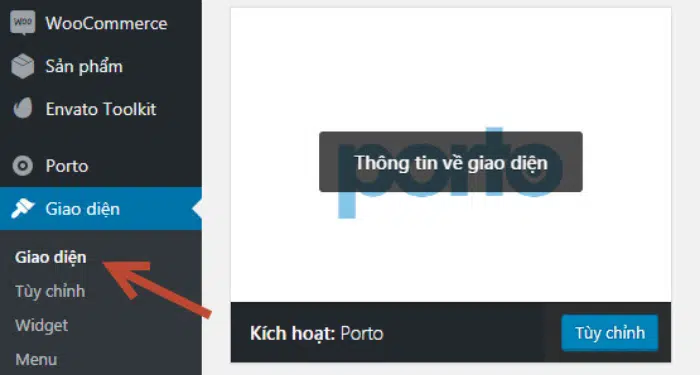 WooCommerce
Sản phẩm
Envato Toolkit
Porto
Giao diện
Giao diện
Tùy chỉnh
Widget
Menu
porto
Thông tin về giao diện
Kích hoạt: Porto
Tùy chỉnh